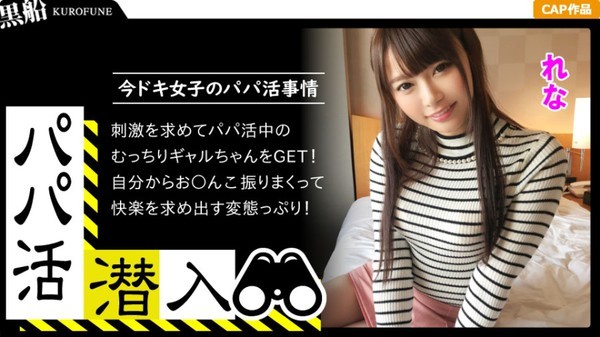 黒船 KUROFUNE
CAP作品
今ドキ女子のパパ活事情
刺激を求めてパパ活中の
むっちりギャルちゃんをGET!
自分からお〇んこ振りまくって
快楽を求め出す変態っぷり!
れな
パパ活
潜入